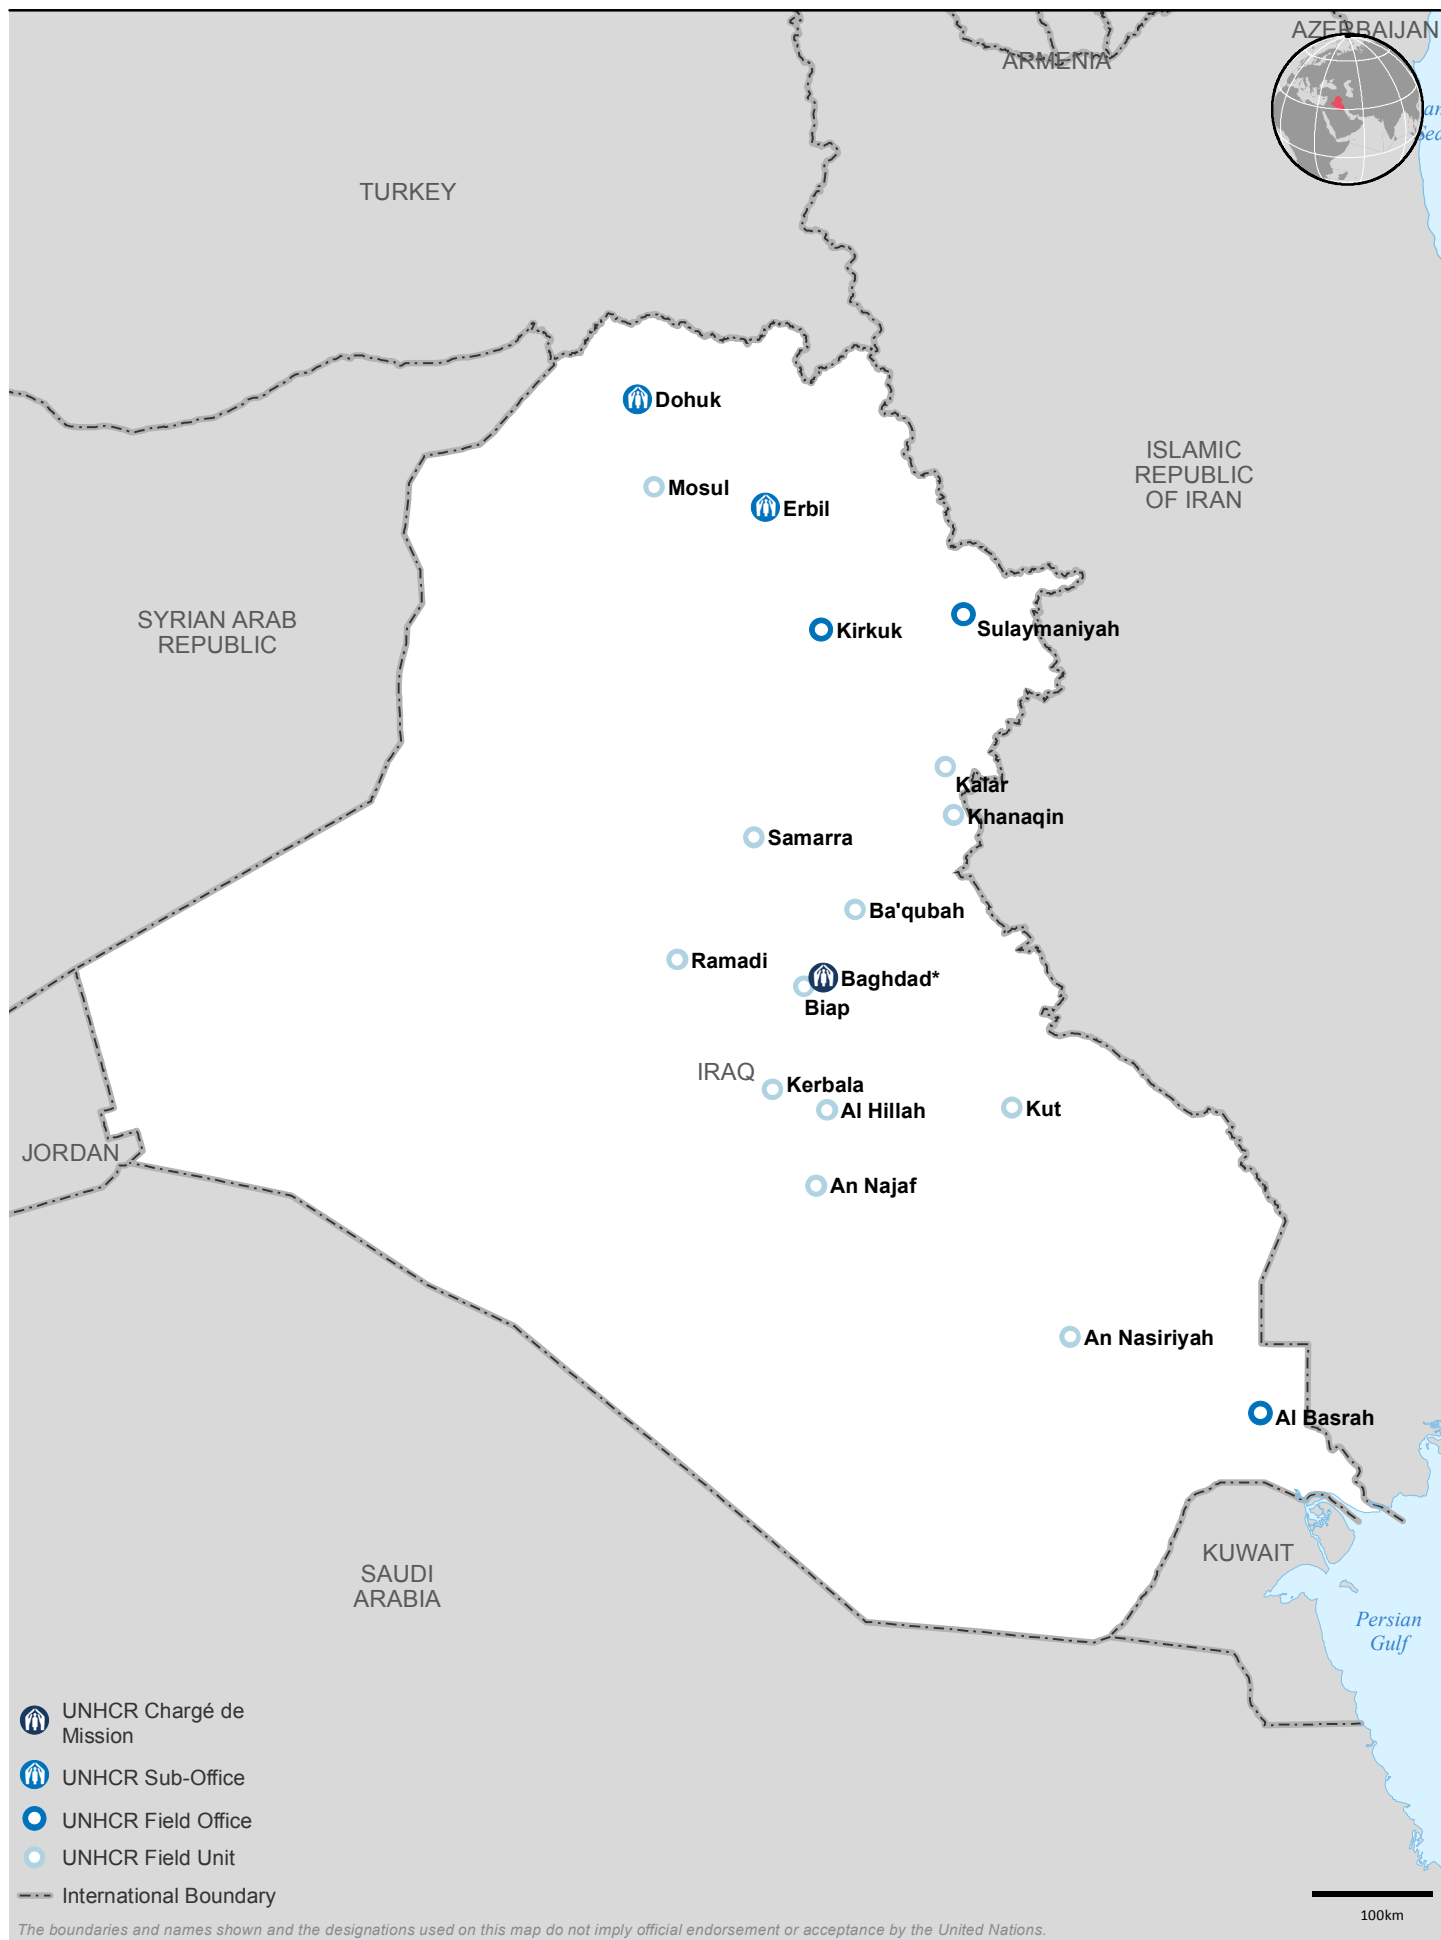 AZERBAIJAN
ARMENIA
TURKEY
Dohuk
ISLAMIC
REPUBLIC
OF IRAN
Mosul
Erbil
SYRIAN ARAB
REPUBLIC
Kirkuk
Sulaymaniyah
Kalar
Khanaqin
Samarra
Ba'qubah
Ramadi
Baghdad*
Biap
IRAQ
Kerbala
Al Hillah
Kut
JORDAN
An Najaf
An Nasiriyah
Al Basrah
KUWAIT
SAUDI
ARABIA
Persian
Gulf
UNHCR Chargé de
Mission
UNHCR Sub-Office
UNHCR Field Office
UNHCR Field Unit
International Boundary
100km
The boundaries and names shown and the designations used on this map do not imply official endorsement or acceptance by the United Nations.